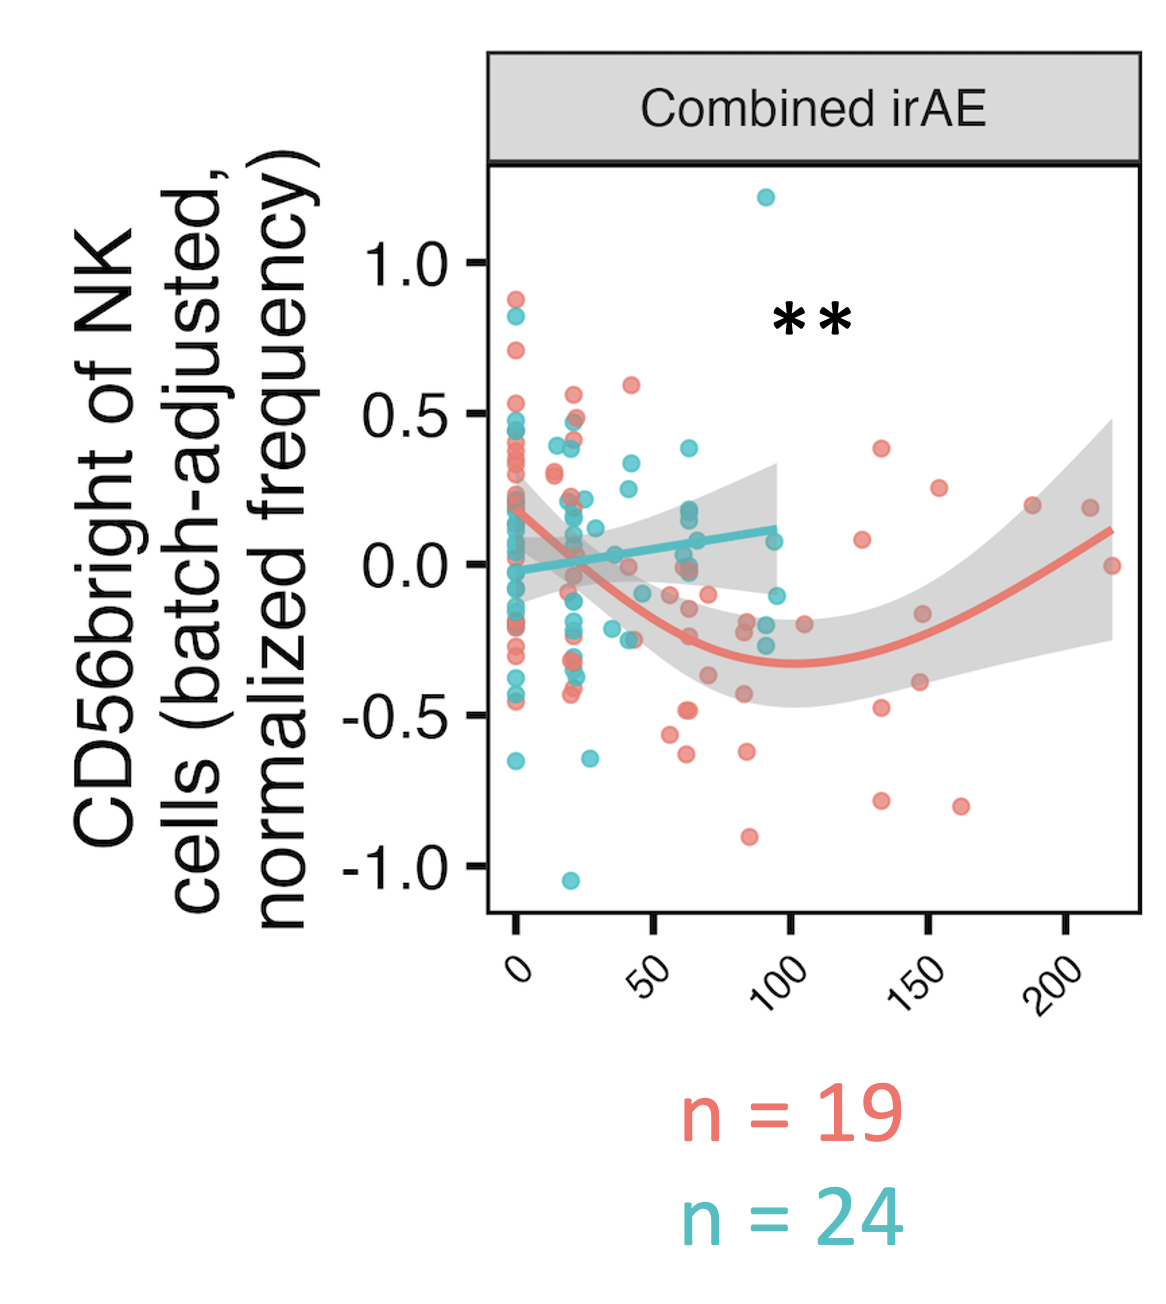 Combined irAE
CD56bright of NK
cells (batch-adjusted,
normalized frequency)
1.0
0.5
0.0
-0.5
-1.0
**
0
50
100
150
200
n = 19
n = 24